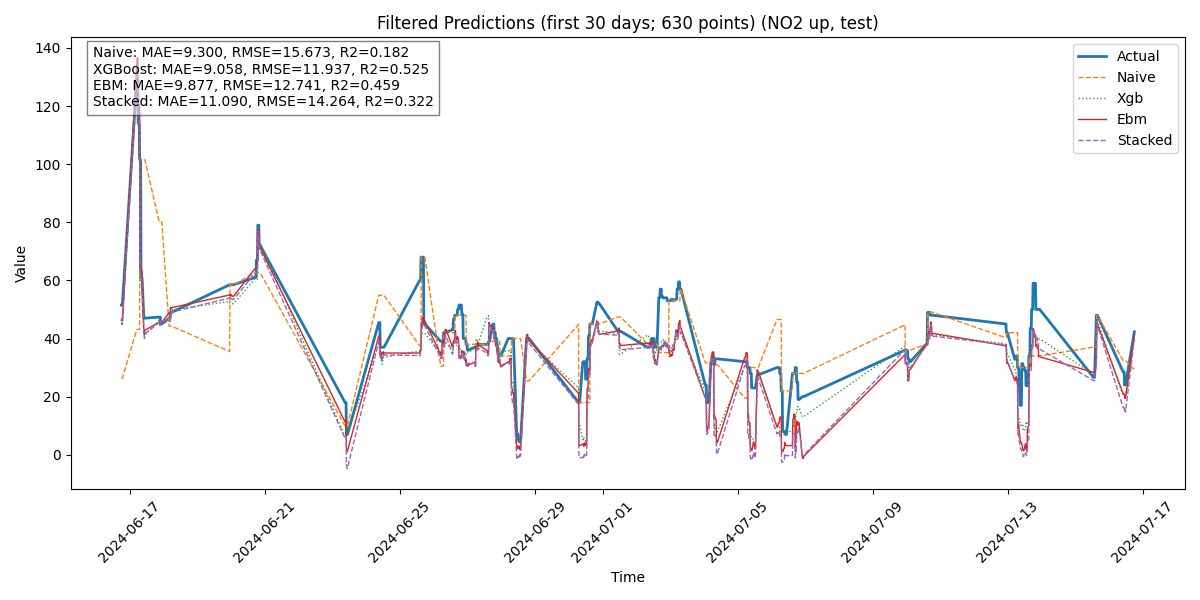 Filtered Predictions (first 30 days; 630 points) (NO2 up, test)
Naive: MAE=9.300, RMSE=15.673, R2=0.182
XGBoost: MAE=9.058, RMSE=11.937, R2=0.525
EBM: MAE=9.877, RMSE=12.741, R2=0.459
Stacked: MAE=11.090, RMSE=14.264, R2=0.322
Actual
Naive
Xgb
Ebm
Stacked
Value
140
120
100
80
60
40
20
0
2024-06-17
2024-06-21
2024-06-25
2024-06-29
2024-07-01
2024-07-05
2024-07-09
2024-07-13
2024-07-17
Time